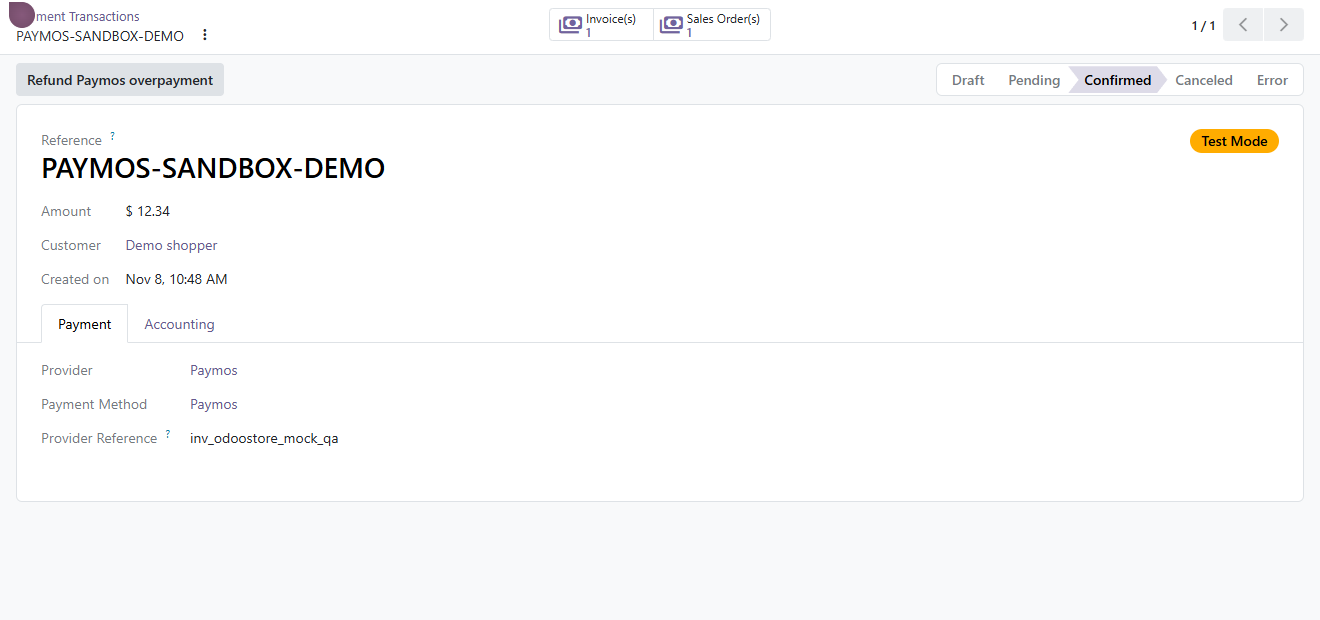 ment Transactions
PAYMOS-SANDBOX-DEMO
Invoice(s)
1
Sales Order(s)
1
1 / 1
Refund Paymos overpayment
Draft Pending Confirmed Canceled Error
Reference ?
Test Mode
PAYMOS-SANDBOX-DEMO
Amount $ 12.34
Customer Demo shopper
Created on Nov 8, 10:48 AM
Payment Accounting
Provider Paymos
Payment Method Paymos
Provider Reference ? inv_odoostore_mock_qa